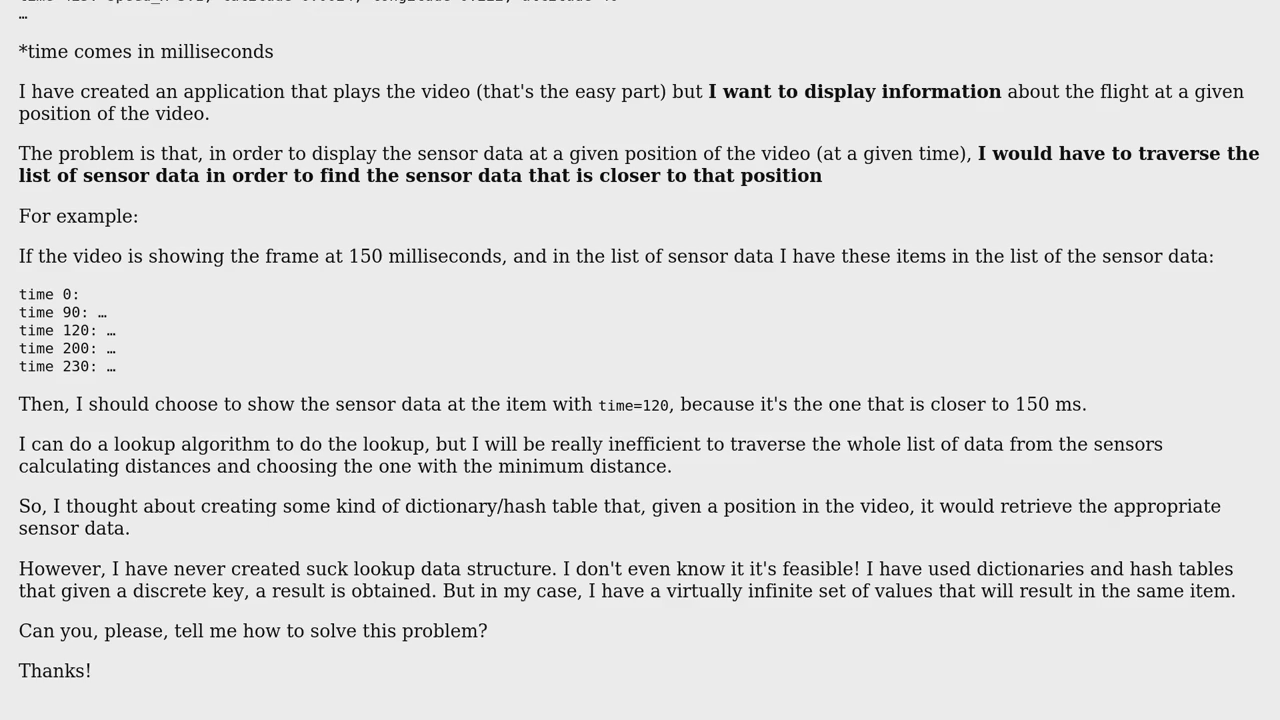 …
*time comes in milliseconds
I have created an application that plays the video (that's the easy part) but I want to display information about the flight at a given
position of the video.
The problem is that, in order to display the sensor data at a given position of the video (at a given time), I would have to traverse the
list of sensor data in order to find the sensor data that is closer to that position
For example:
If the video is showing the frame at 150 milliseconds, and in the list of sensor data I have these items in the list of the sensor data:
time 0:
time 90: …
time 120: …
time 200: …
time 230: …
Then, I should choose to show the sensor data at the item with time=120, because it's the one that is closer to 150 ms.
I can do a lookup algorithm to do the lookup, but I will be really inefficient to traverse the whole list of data from the sensors
calculating distances and choosing the one with the minimum distance.
So, I thought about creating some kind of dictionary/hash table that, given a position in the video, it would retrieve the appropriate
sensor data.
However, I have never created suck lookup data structure. I don't even know it it's feasible! I have used dictionaries and hash tables
that given a discrete key, a result is obtained. But in my case, I have a virtually infinite set of values that will result in the same item.
Can you, please, tell me how to solve this problem?
Thanks!